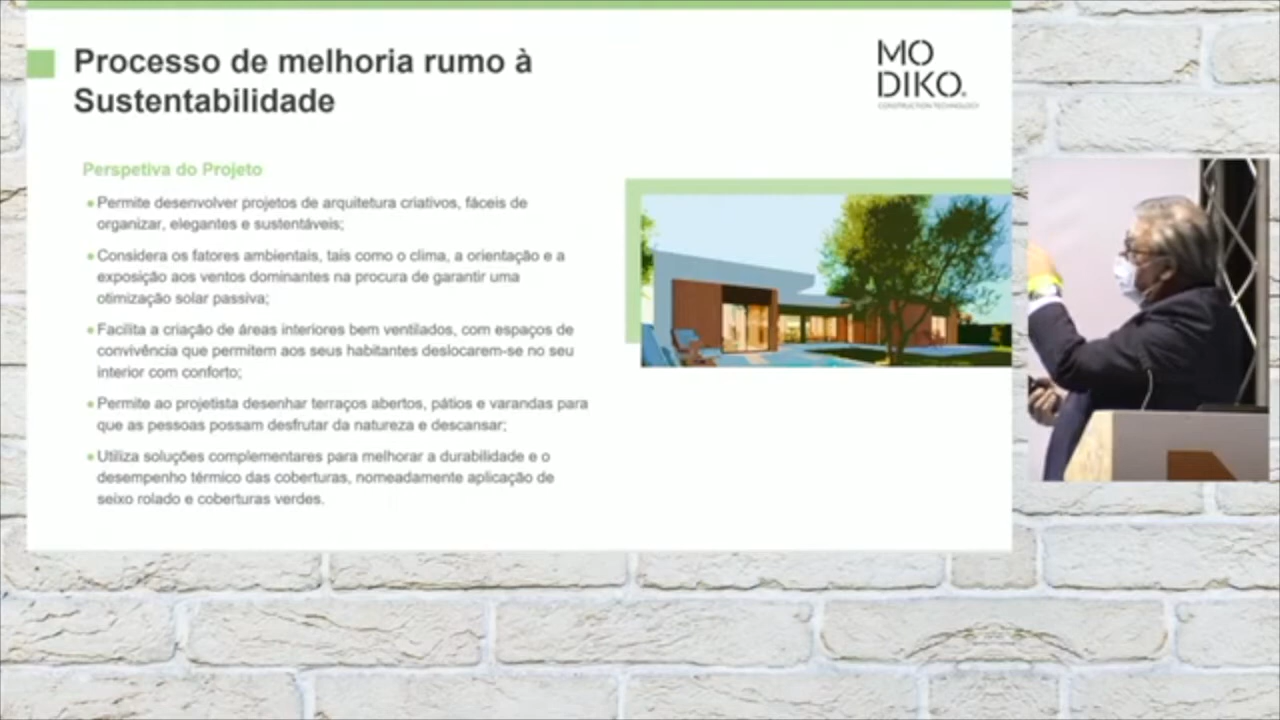 Processo de melhoria rumo à
Sustentabilidade
MO
DIKO.
CONSTRUCTION TECHNOLOGY
Perspetiva do Projeto
• Permite desenvolver projetos de arquitetura criativos, fáceis de
organizar, elegantes e sustentáveis;
• Considera os fatores ambientais, tais como o clima, a orientação e a
exposição aos ventos dominantes na procura de garantir uma
otimização solar passiva;
• Facilita a criação de áreas interiores bem ventilados, com espaços de
convivência que permitem aos seus habitantes deslocarem-se no seu
interior com conforto;
• Permite ao projetista desenhar terraços abertos, pátios e varandas para
que as pessoas possam desfrutar da natureza e descansar;
• Utiliza soluções complementares para melhorar a durabilidade e o
desempenho térmico das coberturas, nomeadamente aplicação de
seixo rolado e coberturas verdes.